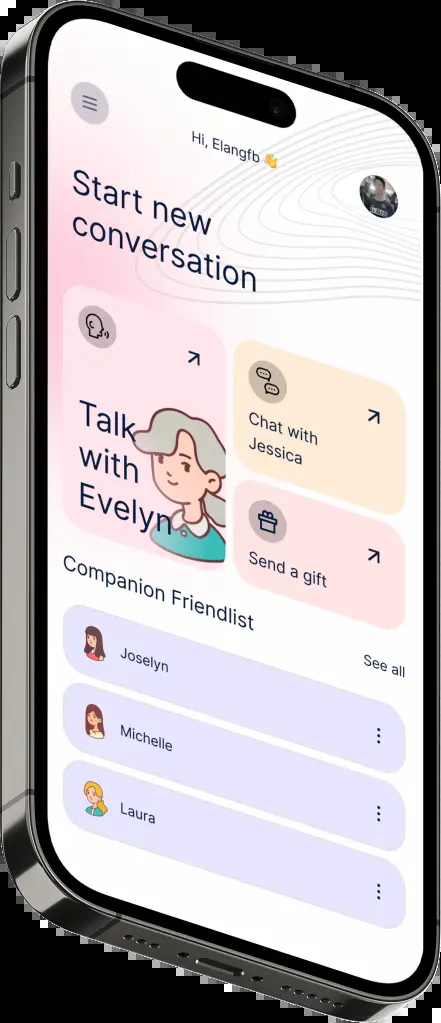 Hi, Elangfb 👋
Start new
conversation
Talk
with
Evelyn
Chat with
Jessica
Send a gift
Companion Friendlist
See all
Joselyn
Michelle
Laura